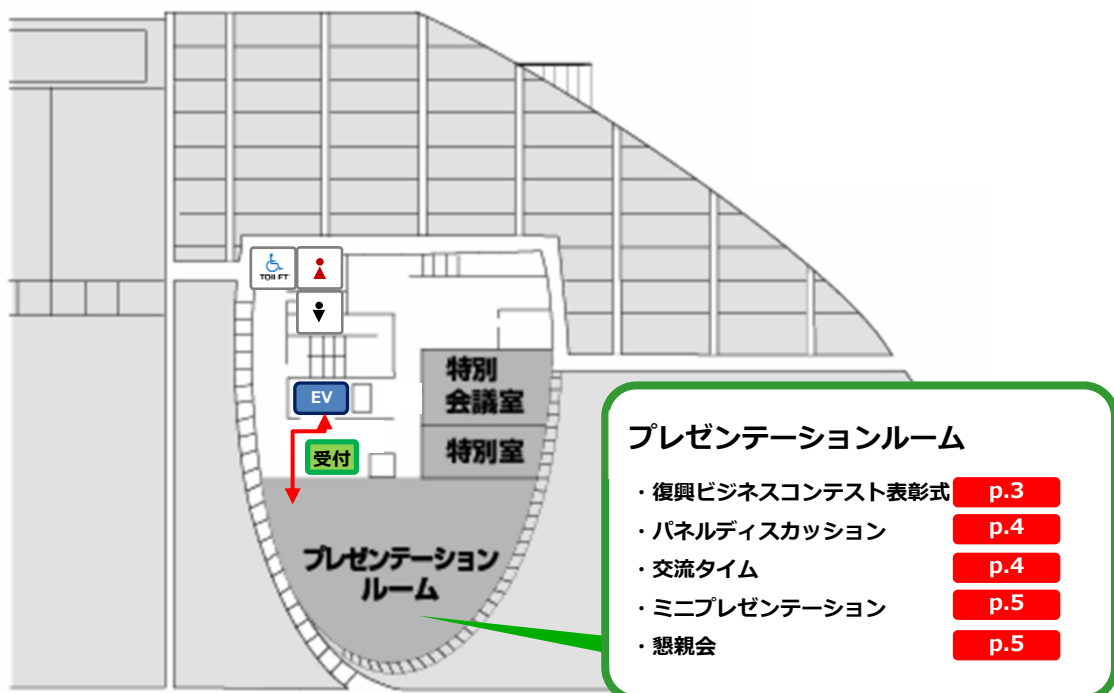 TOILET
特別
会議室
EV
特別室
受付
プレゼンテーション
ルーム
プレゼンテーションルーム
・復興ビジネスコンテスト表彰式 p.3
・パネルディスカッション p.4
・交流タイム p.4
・ミニプレゼンテーション p.5
・懇親会 p.5